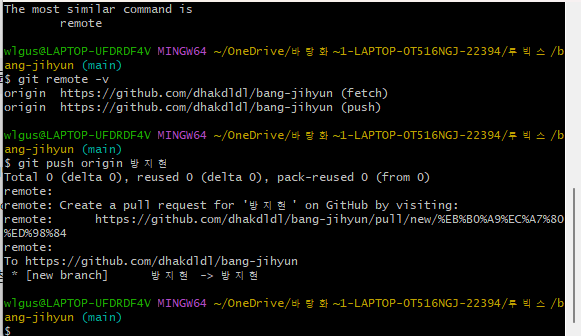 The most similar command is
        remote
wlgus@LAPTOP-UFDRDF4V MINGW64 ~/OneDrive/바탕화~1-LAPTOP-OT516NGJ-22394/루빅스/b
ang-jihyun (main)
$ git remote -v
origin  https://github.com/dhakdldl/bang-jihyun (fetch)
origin  https://github.com/dhakdldl/bang-jihyun (push)
wlgus@LAPTOP-UFDRDF4V MINGW64 ~/OneDrive/바탕화~1-LAPTOP-OT516NGJ-22394/루빅스/b
ang-jihyun (main)
$ git push origin 방지현
Total 0 (delta 0), reused 0 (delta 0), pack-reused 0 (from 0)
remote:
remote: Create a pull request for '방지현' on GitHub by visiting:
remote:      https://github.com/dhakdldl/bang-jihyun/pull/new/%EB%B0%A9%EC%A7%80
%ED%98%84
remote:
To https://github.com/dhakdldl/bang-jihyun
 * [new branch]      방지현 -> 방지현
wlgus@LAPTOP-UFDRDF4V MINGW64 ~/OneDrive/바탕화~1-LAPTOP-OT516NGJ-22394/루빅스/b
ang-jihyun (main)
$